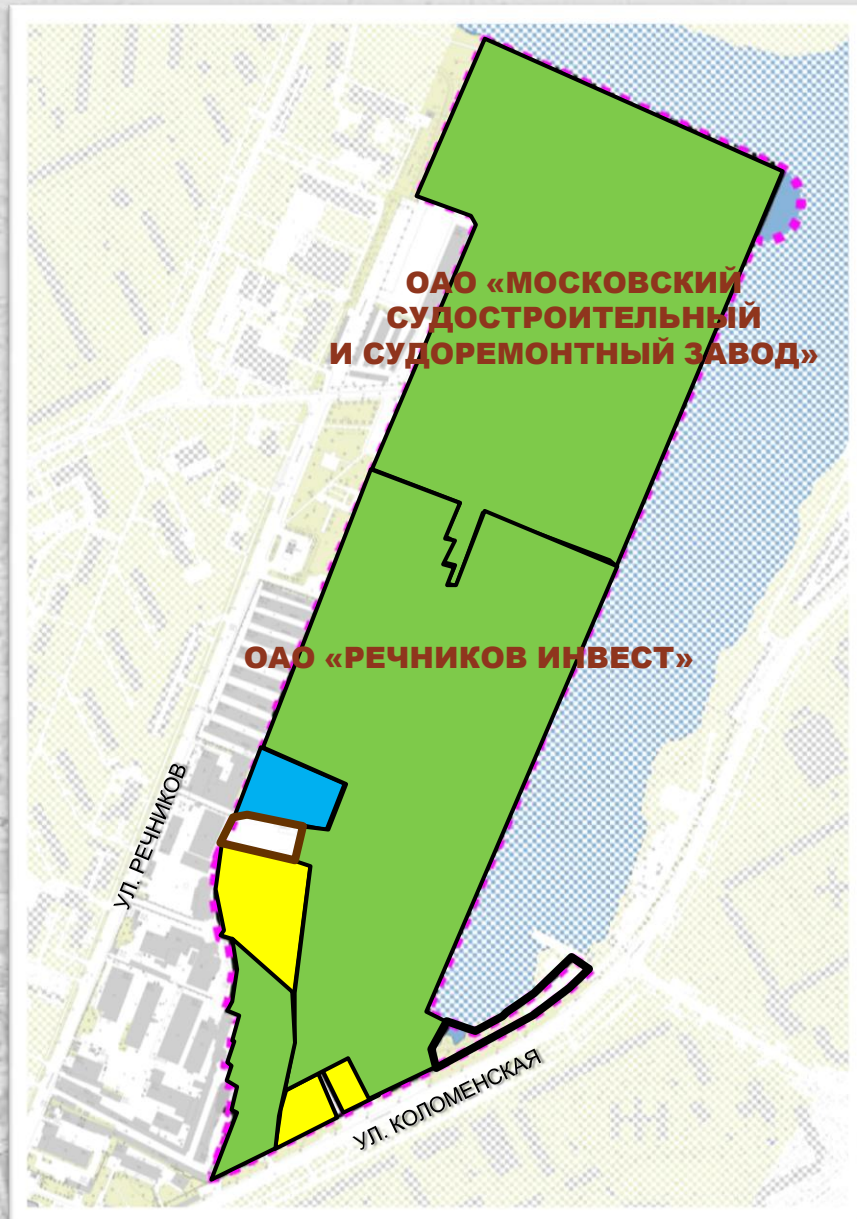 ОАО «МОСКОВСКИЙ
СУДОСТРОИТЕЛЬНЫЙ
И СУДОРЕМОНТНЫЙ ЗАВОД»
ОАО «РЕЧНИКОВ ИНВЕСТ»
УЛ. РЕЧНИКОВ
УЛ. КОЛОМЕНСКАЯ